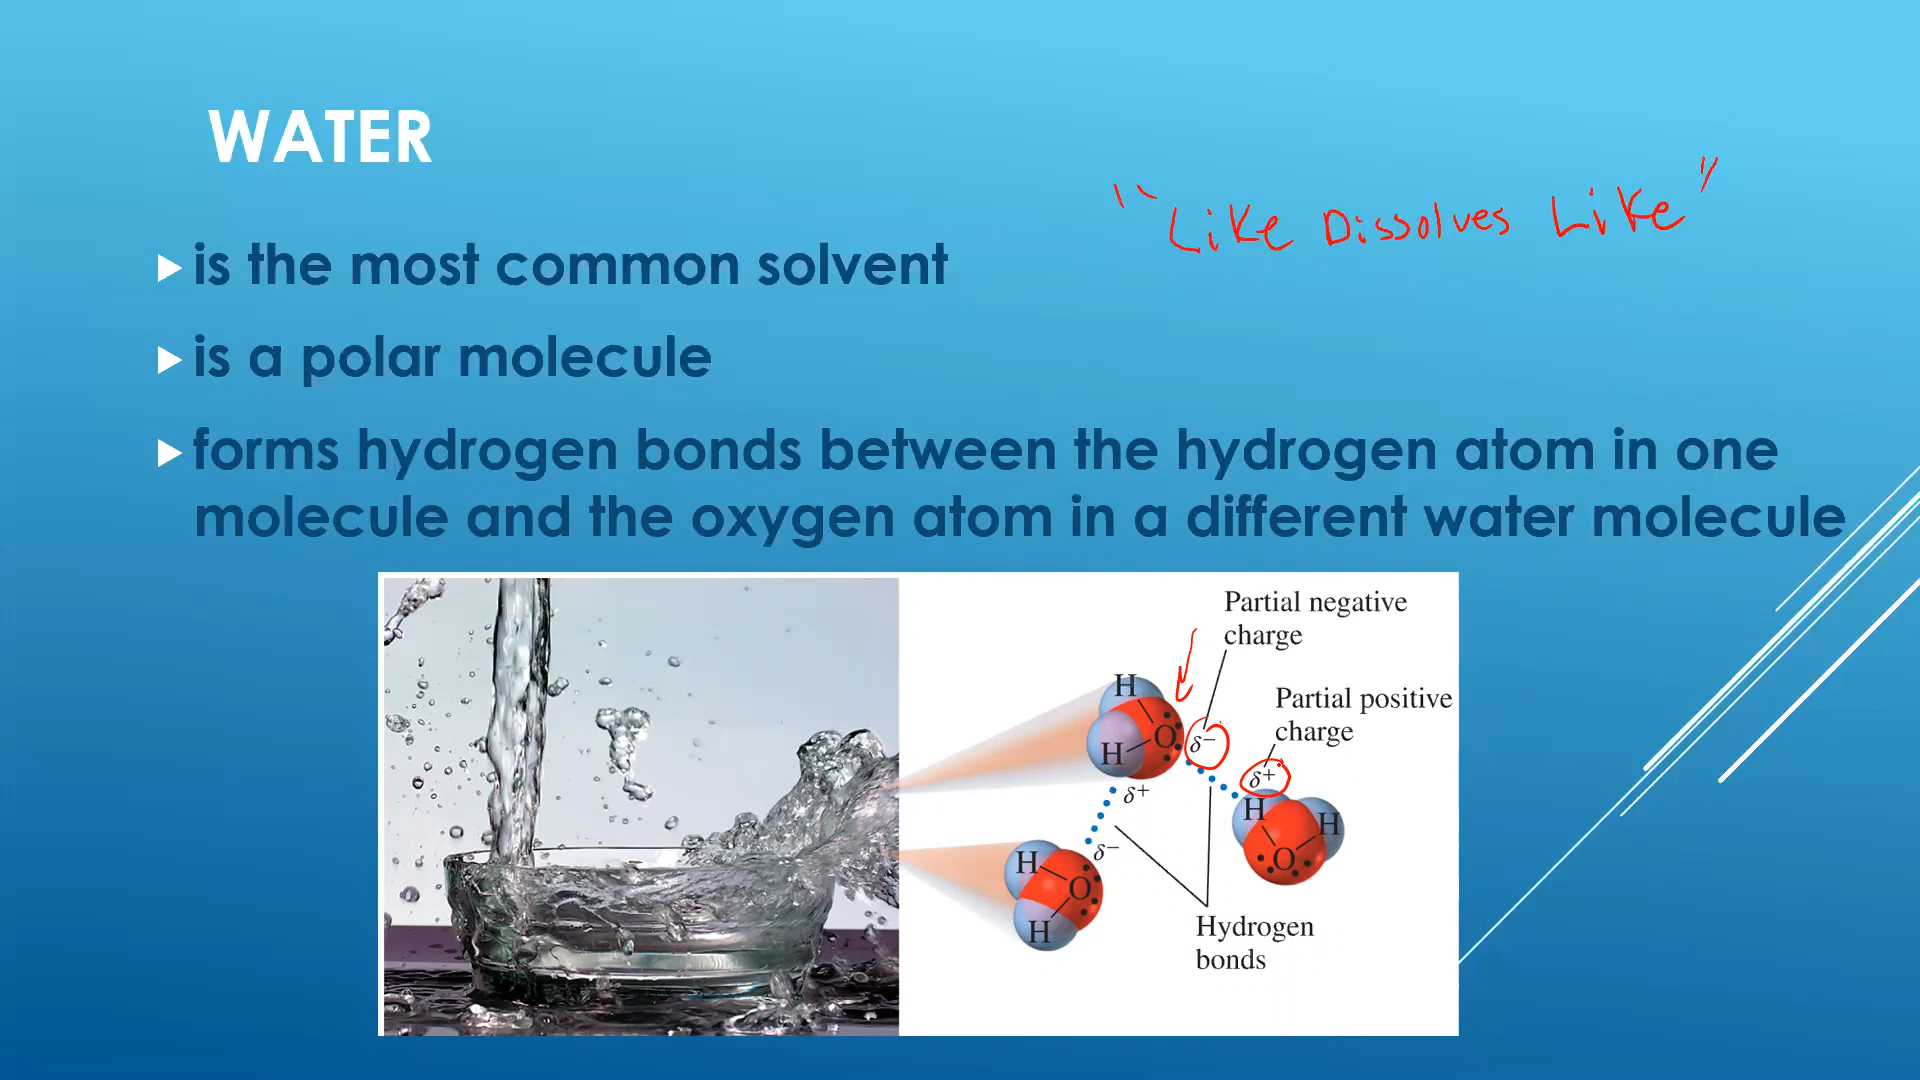 WATER
"Like Dissolves Like"
is the most common solvent
is a polar molecule
forms hydrogen bonds between the hydrogen atom in one
molecule and the oxygen atom in a different water molecule
Partial negative
charge
Partial positive
charge
H
H
O
δ−
δ+
δ+
H
H
O
δ−
H
O
H
Hydrogen
bonds